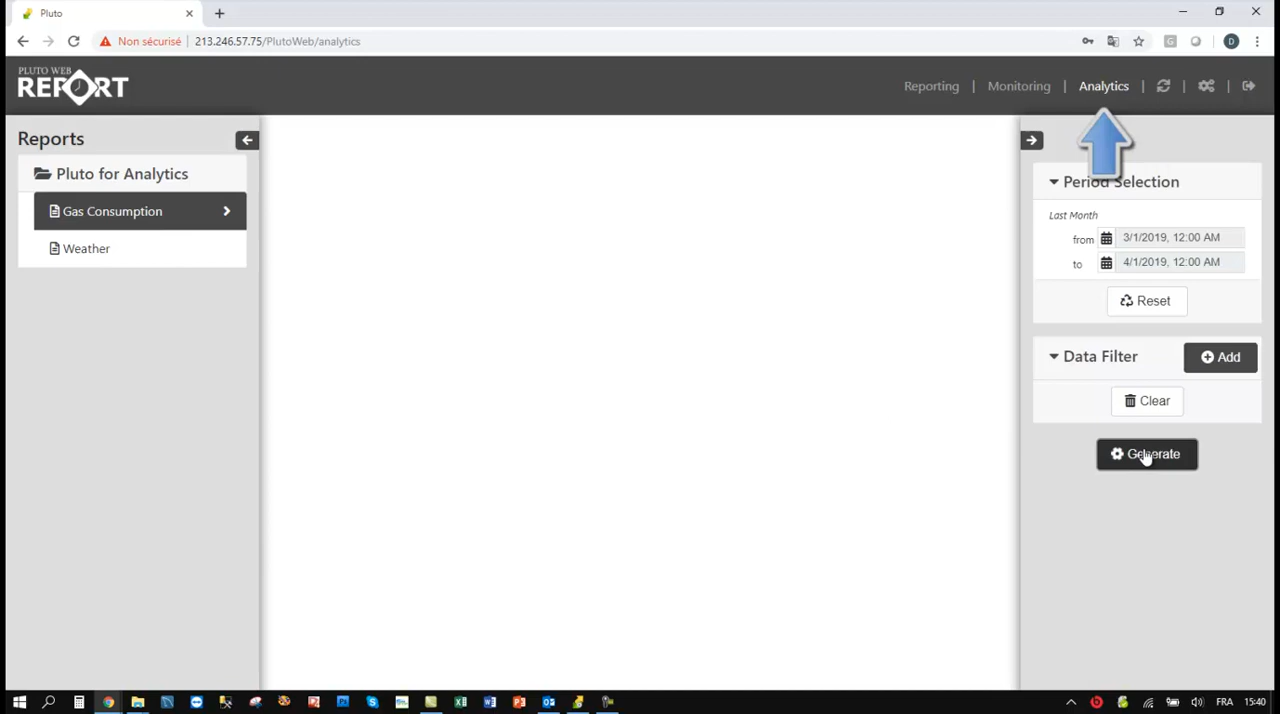 Pluto
Non sécurisé
213.246.57.75/PlutoWeb/analytics
D
PLUTO WEB
REPORT
Reporting | Monitoring | Analytics | | |
Reports
Pluto for Analytics
Gas Consumption
Weather
Period Selection
Last Month
from 3/1/2019, 12:00 AM
to 4/1/2019, 12:00 AM
Reset
Data Filter
Add
Clear
Generate
FRA
15:40